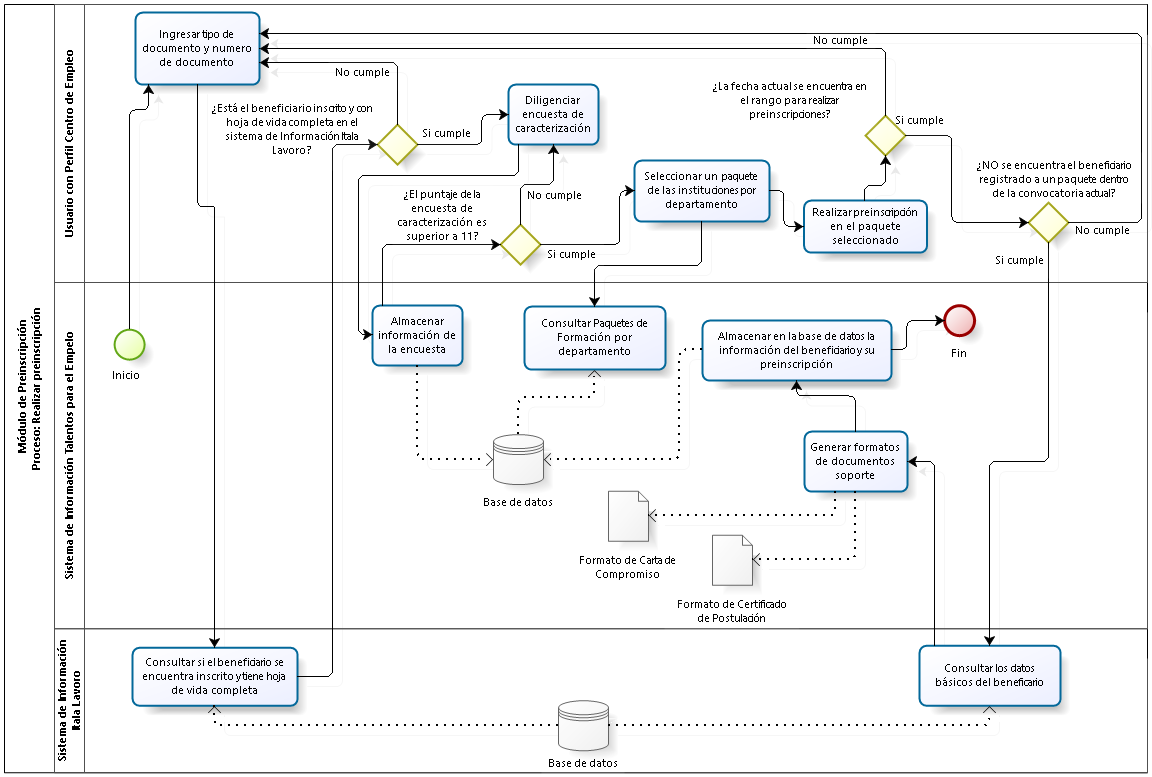 Módulo de Preinscripción
Proceso: Realizar preinscripción
Usuario con Perfil Centro de Empleo
Ingresar tipo de
documento y numero
de documento
No cumple
No cumple
¿Está el beneficiario inscrito y con
hoja de vida completa en el
sistema de Información Itala
Lavoro?
Si cumple
Diligenciar
encuesta de
caracterización
¿El puntaje de la
encuesta de
caracterización es
superior a 11?
No cumple
Si cumple
Seleccionar un paquete
de las instituciones por
departamento
¿La fecha actual se encuentra en
el rango para realizar
preinscripciones?
Si cumple
Realizar preinscripción
en el paquete
seleccionado
¿NO se encuentra el beneficiario
registrado a un paquete dentro
de la convocatoria actual?
No cumple
Si cumple
Sistema de Información Talentos para el Empelo
Inicio
Almacenar
información de
la encuesta
Consultar Paquetes de
Formación por
departamento
Almacenar en la base de datos la
información del beneficiario y su
preinscripción
Fin
Base de datos
Generar formatos
de documentos
soporte
Formato de Carta de
Compromiso
Formato de Certificado
de Postulación
Sistema de Información
Itala Lavoro
Consultar si el beneficiario se
encuentra inscrito y tiene hoja
de vida completa
Base de datos
Consultar los datos
básicos del beneficario